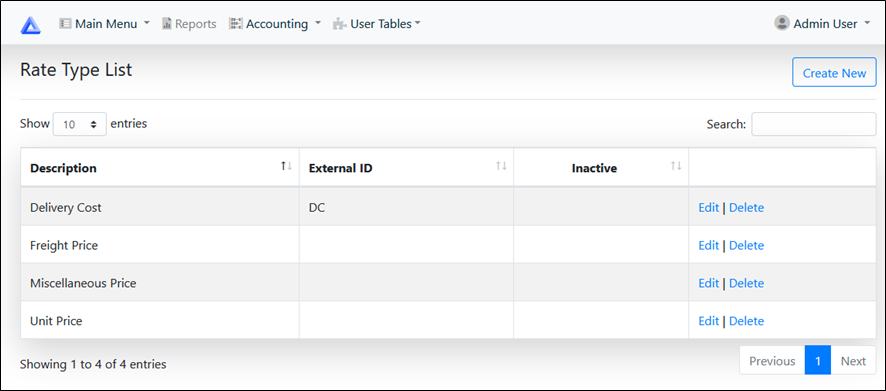 Main Menu Reports Accounting User Tables Admin User
Rate Type List Create New
Show 10 entries Search:
Description External ID Inactive
Delivery Cost DC Edit | Delete
Freight Price Edit | Delete
Miscellaneous Price Edit | Delete
Unit Price Edit | Delete
Showing 1 to 4 of 4 entries Previous 1 Next